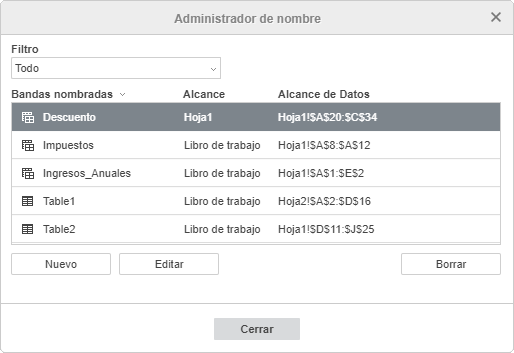 Administrador de nombre
Filtro
Todo
Bandas nombradas Alcance Alcance de Datos
Descuento Hoja1 Hoja1!$A$20:$C$34
Impuestos Libro de trabajo Hoja1!$A$8:$A$12
Ingresos_Anuales Libro de trabajo Hoja1!$A$1:$E$2
Table1 Libro de trabajo Hoja2!$A$2:$D$16
Table2 Libro de trabajo Hoja1!$D$11:$J$25
Nuevo Editar Borrar
Cerrar